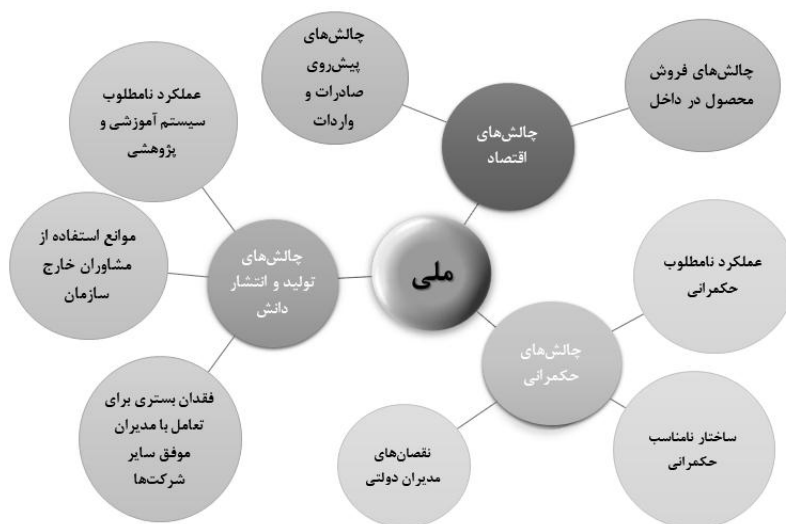 چالش‌های
پیش‌روی
صادرات و
واردات
چالش‌های فروش
محصول در داخل
چالش‌های
اقتصاد
عملکرد نامطلوب
سیستم آموزشی و
پژوهشی
موانع استفاده از
مشاوران خارج
سازمان
چالش‌های
تولید و انتشار
دانش
ملی
عملکرد نامطلوب
حکمرانی
چالش‌های
حکمرانی
فقدان بستری برای
تعامل با مدیران
موفق سایر
شرکت‌ها
نقصان‌های
مدیران دولتی
ساختار نامناسب
حکمرانی